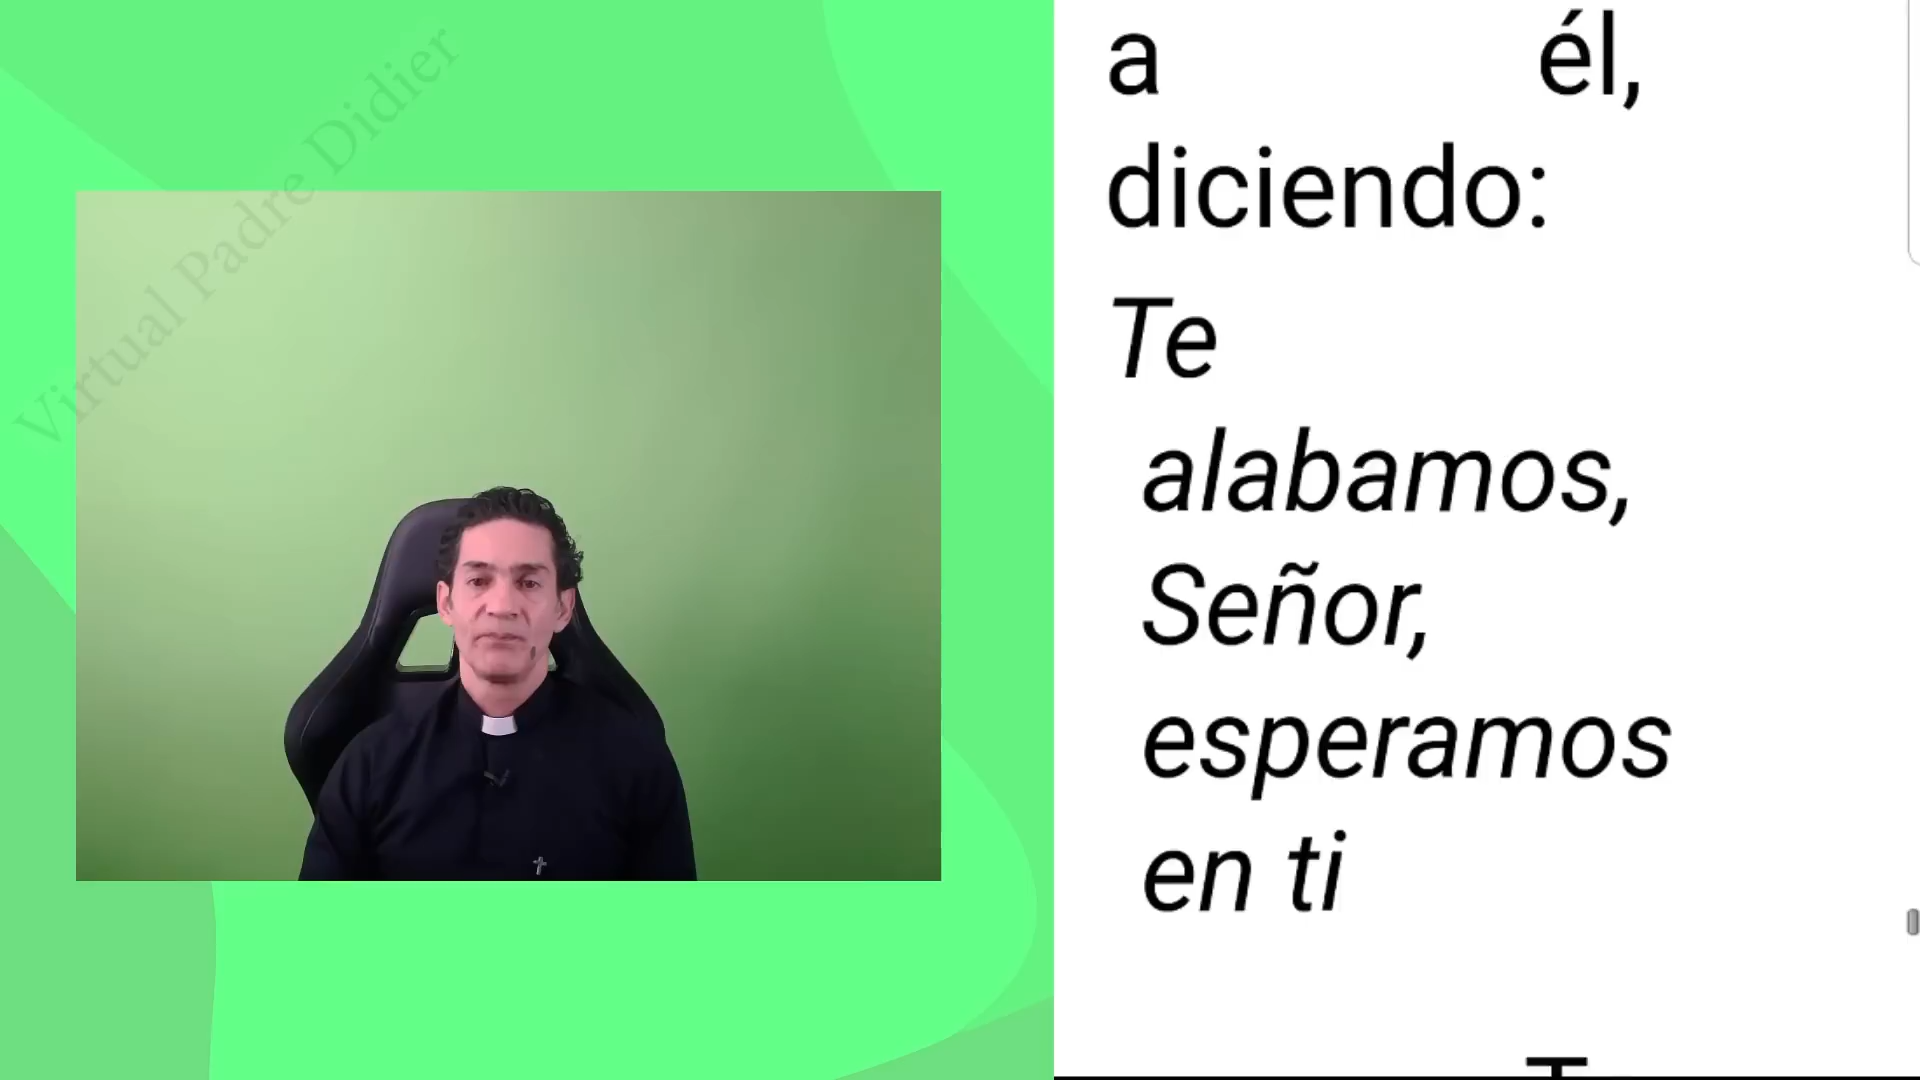 Virtual Padre Didier
a él,
diciendo:
Te
alabamos,
Señor,
esperamos
en ti